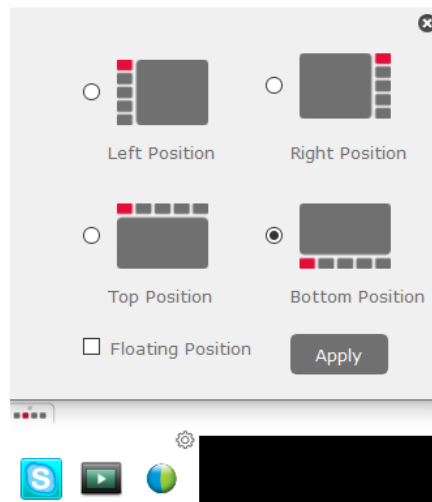 Left Position
Right Position
Top Position
Bottom Position
Floating Position
Apply
S